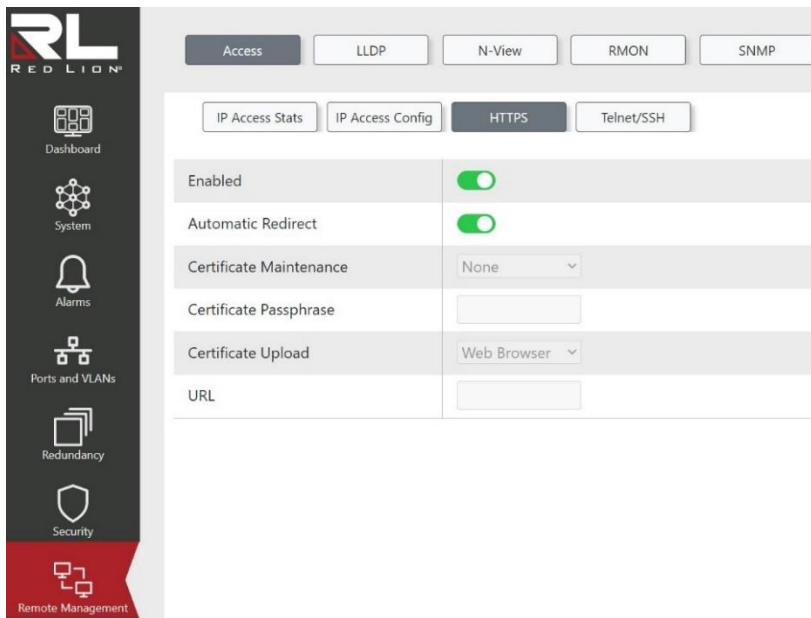 RL
RED LION®
Access
LLDP
N-View
RMON
SNMP
IP Access Stats
IP Access Config
HTTPS
Telnet/SSH
Dashboard
System
Alarms
Ports and VLANs
Redundancy
Security
Remote Management
Enabled
Automatic Redirect
Certificate Maintenance
None
Certificate Passphrase
Certificate Upload
Web Browser
URL